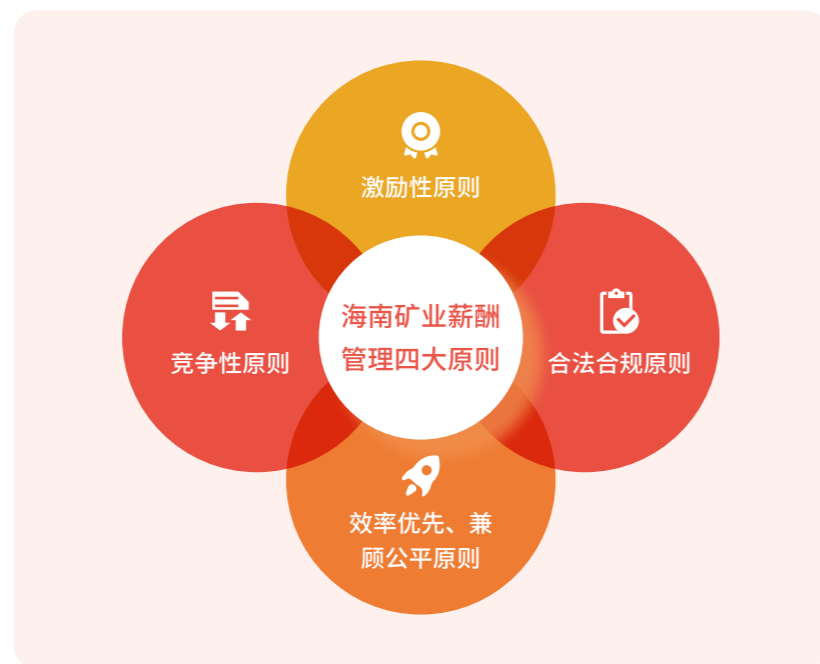 激励性原则
海南矿业薪酬
管理四大原则
竞争性原则
合法合规原则
效率优先、兼
顾公平原则